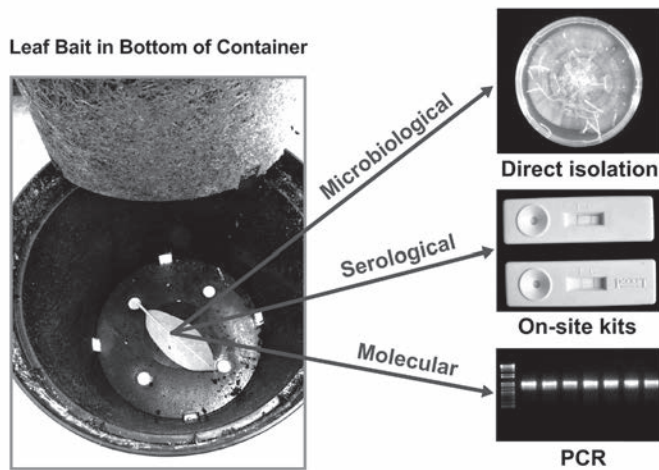 Leaf Bait in Bottom of Container
Microbiological
Direct isolation
Serological
On-site kits
Molecular
PCR